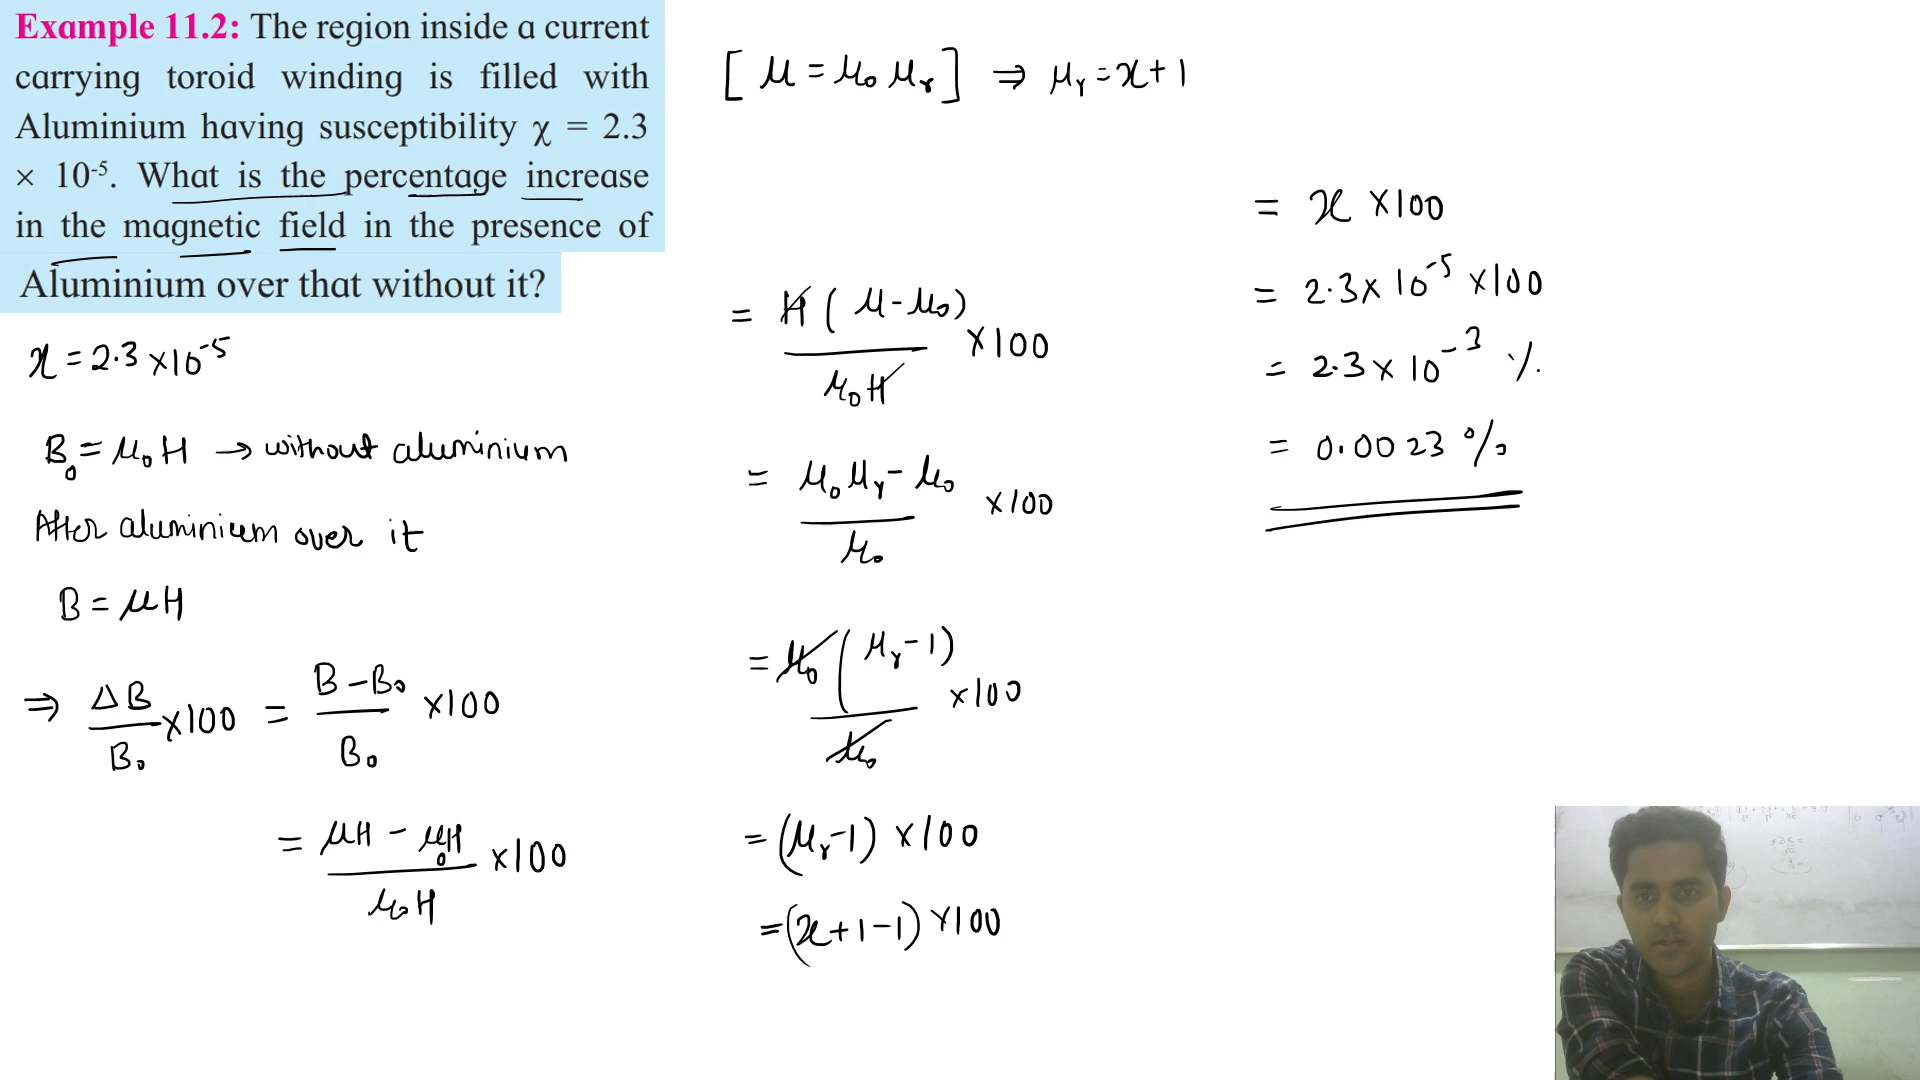 Example 11.2: The region inside a current
carrying toroid winding is filled with
Aluminium having susceptibility χ = 2.3
× 10⁻⁵. What is the percentage increase
in the magnetic field in the presence of
Aluminium over that without it?
χ = 2.3 × 10⁻⁵
B₀ = μ₀H → without aluminium
After aluminium over it
B = μH
⇒ ΔB/B₀ × 100 = (B − B₀)/B₀ × 100
= (μH − μ₀H)/(μ₀H) × 100
[μ = μ₀ μᵣ] ⇒ μᵣ = χ + 1
= H(μ − μ₀)/(μ₀H) × 100
= (μ₀μᵣ − μ₀)/μ₀ × 100
= μ₀(μᵣ − 1)/μ₀ × 100
= (μᵣ − 1) × 100
= (χ + 1 − 1) × 100
= χ × 100
= 2.3 × 10⁻⁵ × 100
= 2.3 × 10⁻³ %
= 0.0023 %